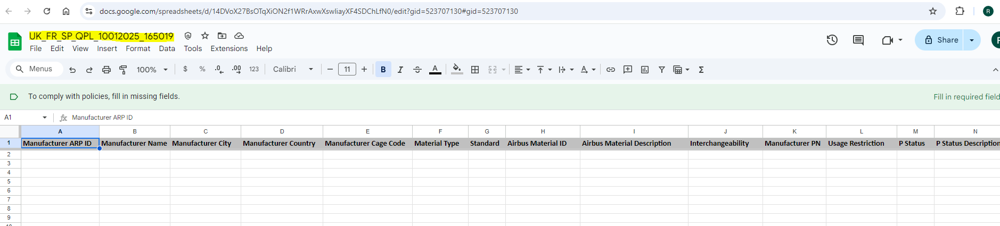 docs.google.com/spreadsheets/d/14DVoX27BsOTqXiON2f1WRrAxwXswliayXF4SDChLfN0/edit?gid=523707130#gid=523707130
R
UK_FR_SP_QPL_10012025_165019
File Edit View Insert Format Data Tools Extensions Help
Share
Menus 100% $ % .0 .00 123 Calibri 11 B I A Σ
To comply with policies, fill in missing fields. Fill in required field
A1 fx Manufacturer ARP ID
A B C D E F G H I J K L M N
1 Manufacturer ARP ID Manufacturer Name Manufacturer City Manufacturer Country Manufacturer Cage Code Material Type Standard Airbus Material ID Airbus Material Description Interchangeability Manufacturer PN Usage Restriction P Status P Status Description
2
3
4
5
6
7
8
9